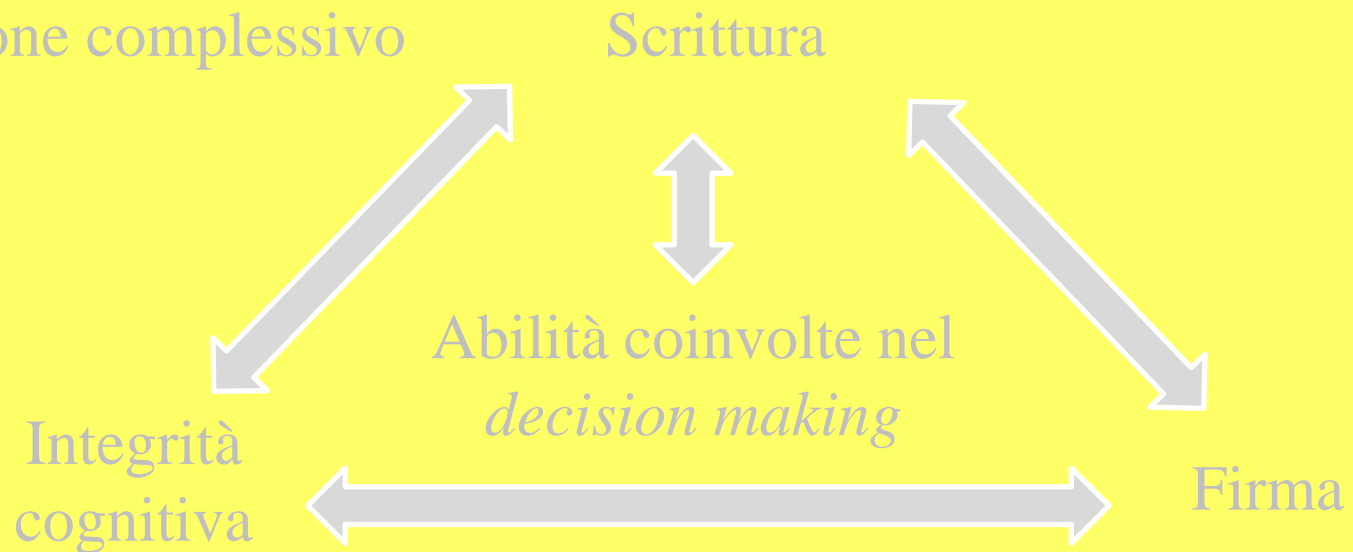 one complessivo
Scrittura
Abilità coinvolte nel
decision making
Integrità
cognitiva
Firma